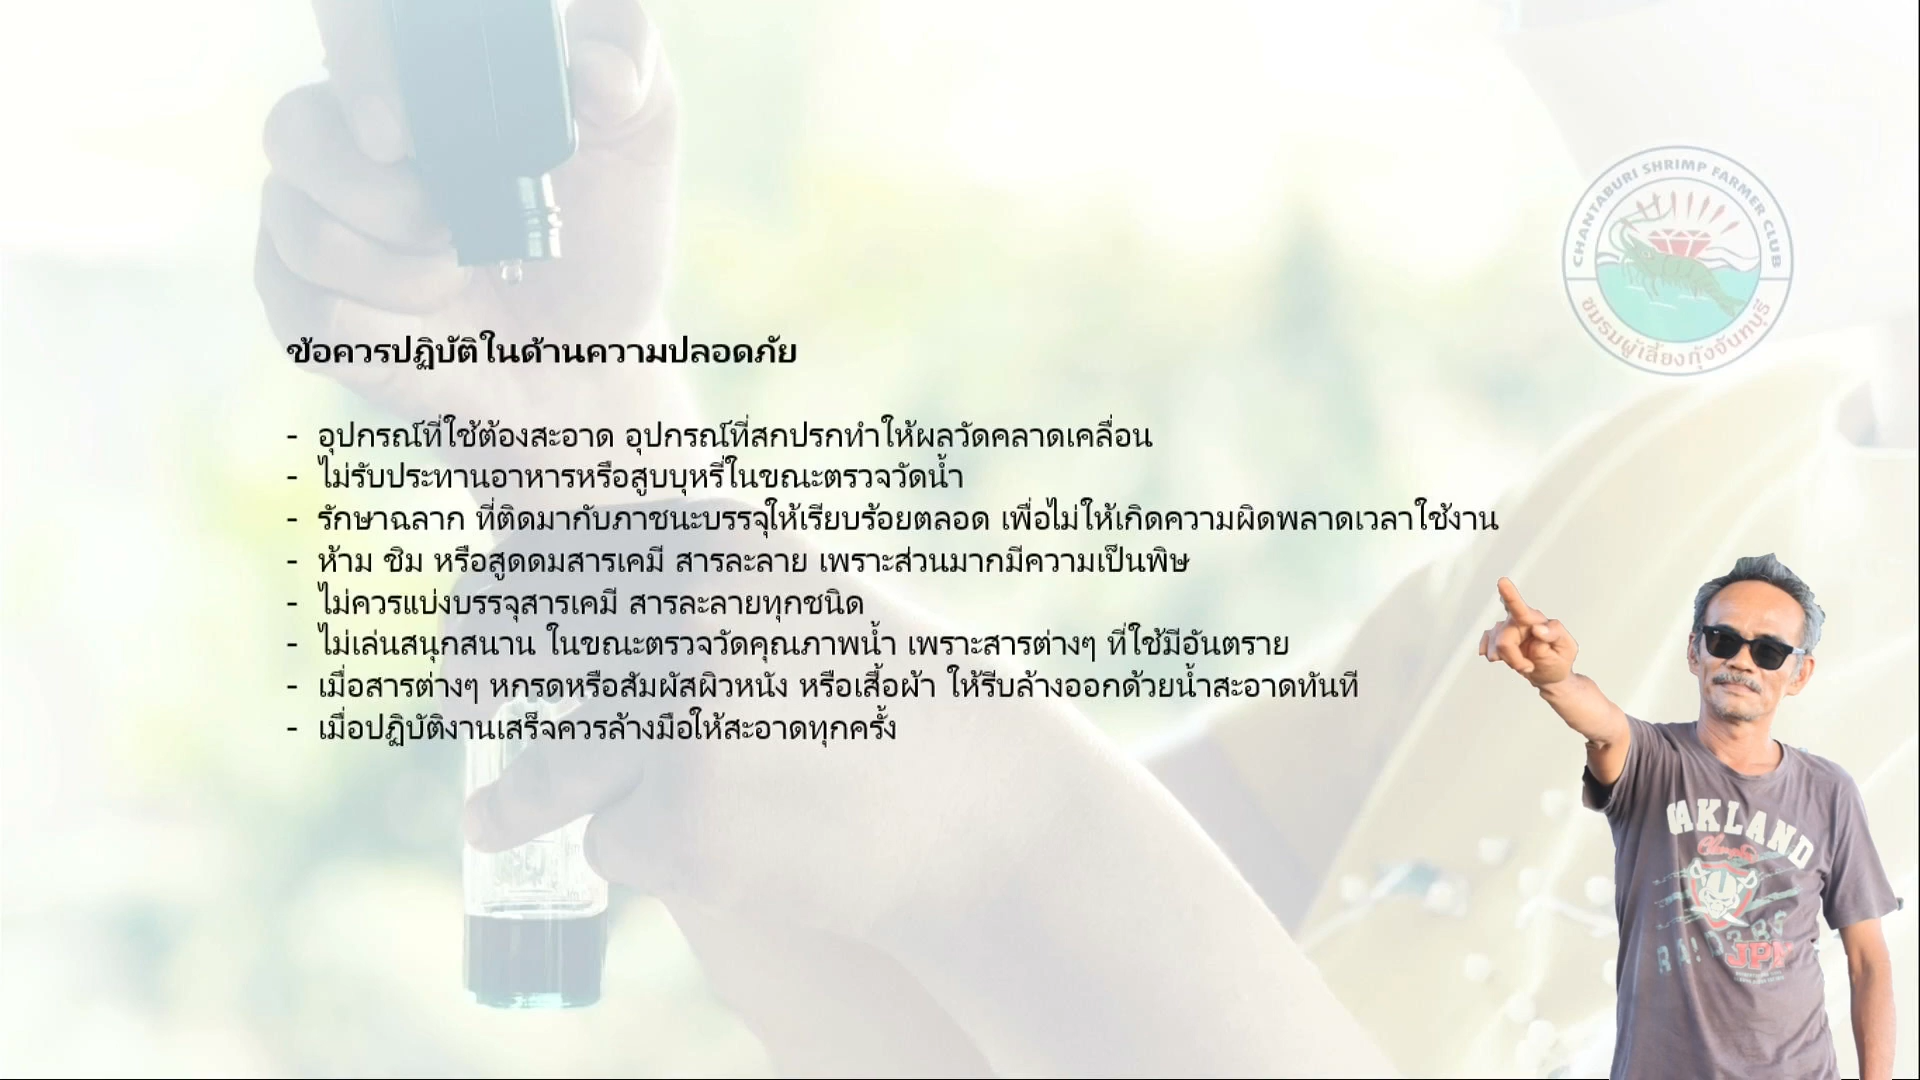 CHANTABURI SHRIMP FARMER CLUB
ชมรมผู้เลี้ยงกุ้งจันทบุรี
ข้อควรปฏิบัติในด้านความปลอดภัย
- อุปกรณ์ที่ใช้ต้องสะอาด อุปกรณ์ที่สกปรกทำให้ผลวัดคลาดเคลื่อน
- ไม่รับประทานอาหารหรือสูบบุหรี่ในขณะตรวจวัดน้ำ
- รักษาฉลาก ที่ติดมากับภาชนะบรรจุให้เรียบร้อยตลอด เพื่อไม่ให้เกิดความผิดพลาดเวลาใช้งาน
- ห้าม ชิม หรือสูดดมสารเคมี สารละลาย เพราะส่วนมากมีความเป็นพิษ
- ไม่ควรแบ่งบรรจุสารเคมี สารละลายทุกชนิด
- ไม่เล่นสนุกสนาน ในขณะตรวจวัดคุณภาพน้ำ เพราะสารต่างๆ ที่ใช้มีอันตราย
- เมื่อสารต่างๆ หกรดหรือสัมผัสผิวหนัง หรือเสื้อผ้า ให้รีบล้างออกด้วยน้ำสะอาดทันที
- เมื่อปฏิบัติงานเสร็จควรล้างมือให้สะอาดทุกครั้ง
OAKLAND
JPN